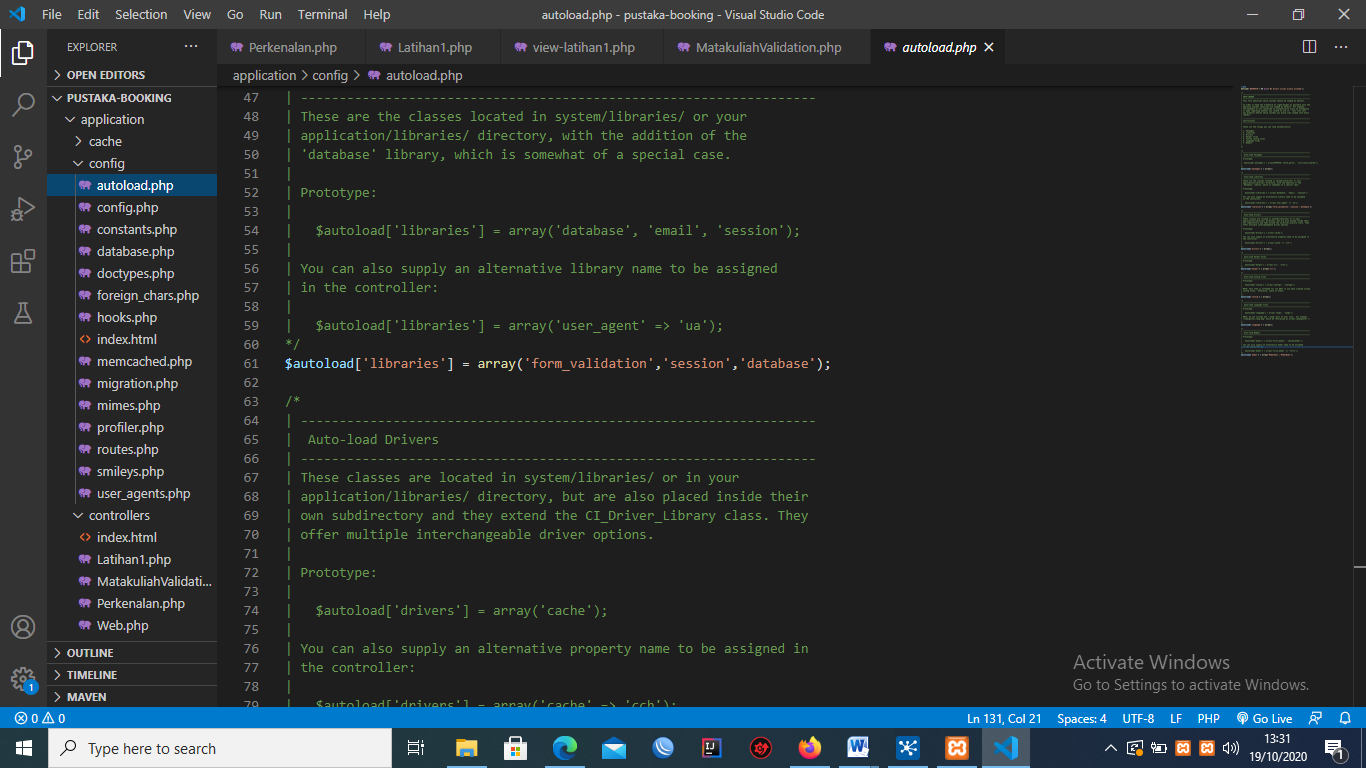 File Edit Selection View Go Run Terminal Help
autoload.php - pustaka-booking - Visual Studio Code
EXPLORER
OPEN EDITORS
PUSTAKA-BOOKING
application
cache
config
autoload.php
config.php
constants.php
database.php
doctypes.php
foreign_chars.php
hooks.php
index.html
memcached.php
migration.php
mimes.php
profiler.php
routes.php
smileys.php
user_agents.php
controllers
index.html
Latihan1.php
MatakuliahValidati...
Perkenalan.php
Web.php
OUTLINE
TIMELINE
MAVEN
Perkenalan.php Latihan1.php view-latihan1.php MatakuliahValidation.php autoload.php
application > config > autoload.php
47 | -------------------------------------------------------------------
48 | These are the classes located in system/libraries/ or your
49 | application/libraries/ directory, with the addition of the
50 | 'database' library, which is somewhat of a special case.
51 |
52 | Prototype:
53 |
54 |   $autoload['libraries'] = array('database', 'email', 'session');
55 |
56 | You can also supply an alternative library name to be assigned
57 | in the controller:
58 |
59 |   $autoload['libraries'] = array('user_agent' => 'ua');
60 */
61 $autoload['libraries'] = array('form_validation','session','database');
62
63 /*
64 | -------------------------------------------------------------------
65 |  Auto-load Drivers
66 | -------------------------------------------------------------------
67 | These classes are located in system/libraries/ or in your
68 | application/libraries/ directory, but are also placed inside their
69 | own subdirectory and they extend the CI_Driver_Library class. They
70 | offer multiple interchangeable driver options.
71 |
72 | Prototype:
73 |
74 |   $autoload['drivers'] = array('cache');
75 |
76 | You can also supply an alternative property name to be assigned in
77 | the controller:
78 |
79 |   $autoload['drivers'] = array('cache' => 'cch');
Activate Windows
Go to Settings to activate Windows.
1
0 0
Ln 131, Col 21 Spaces: 4 UTF-8 LF PHP Go Live
Type here to search
13:31
19/10/2020
1